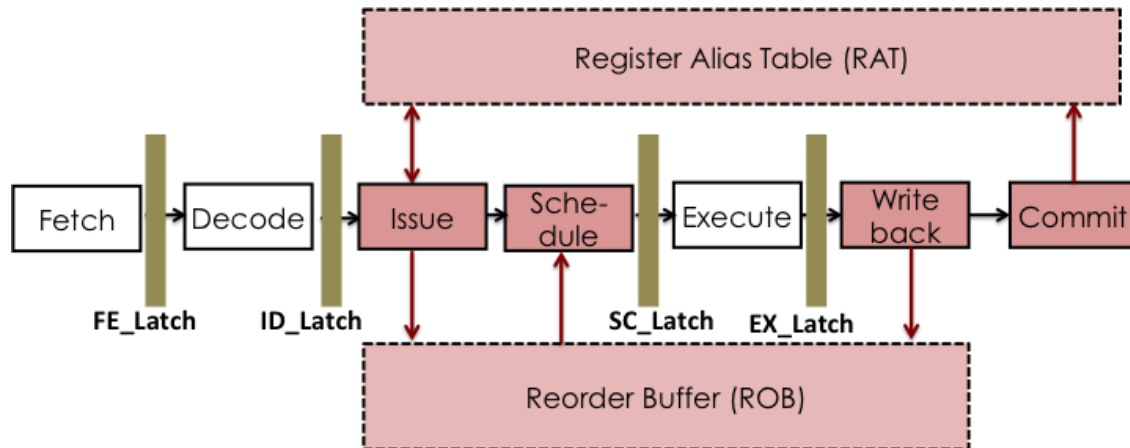 Register Alias Table (RAT)
Fetch
Decode
Issue
Sche-
dule
Execute
Write
back
Commit
FE_Latch
ID_Latch
SC_Latch
EX_Latch
Reorder Buffer (ROB)